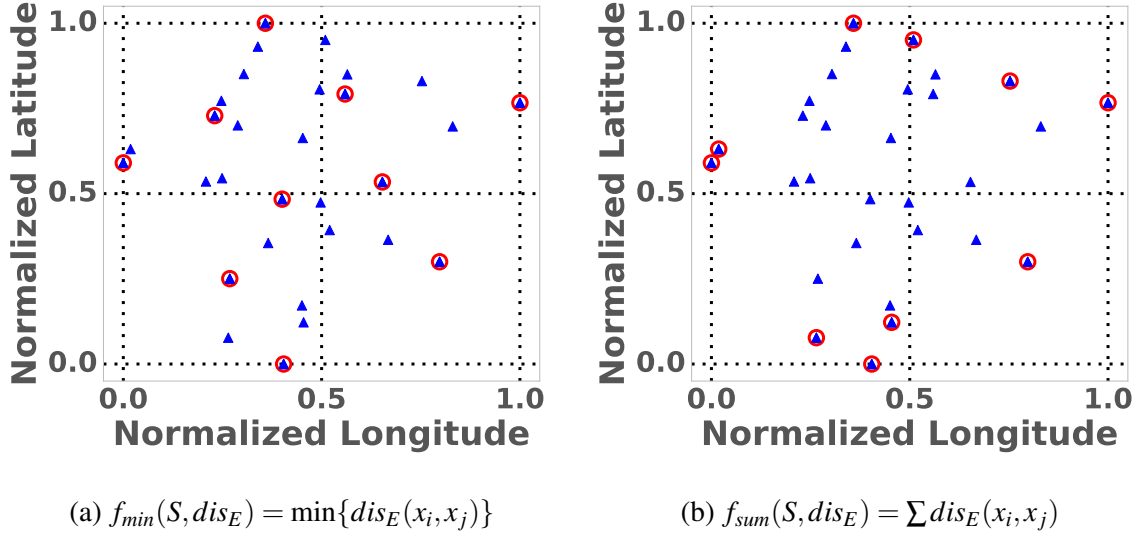 Normalized Latitude
1.0
0.5
0.0
0.0 0.5 1.0
Normalized Longitude
(a) f_min(S,dis_E) = min{dis_E(x_i,x_j)}
Normalized Latitude
1.0
0.5
0.0
0.0 0.5 1.0
Normalized Longitude
(b) f_sum(S,dis_E) = ∑dis_E(x_i,x_j)